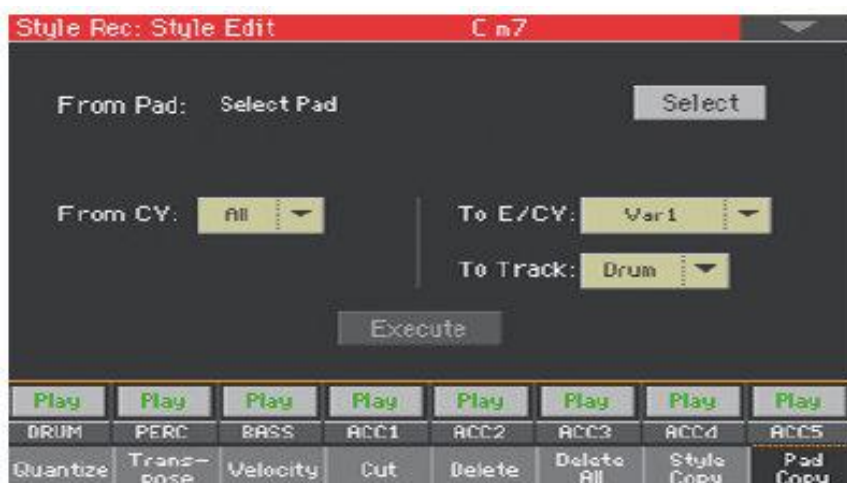 Style Rec: Style Edit C m7
From Pad: Select Pad Select
From CY: All To E/CY: Var1
To Track: Drum
Execute
Play Play Play Play Play Play Play Play
DRUM PERC BASS ACC1 ACC2 ACC3 ACC4 ACC5
Quantize Trans-pose Velocity Cut Delete Delete All Style Copy Pad Copy